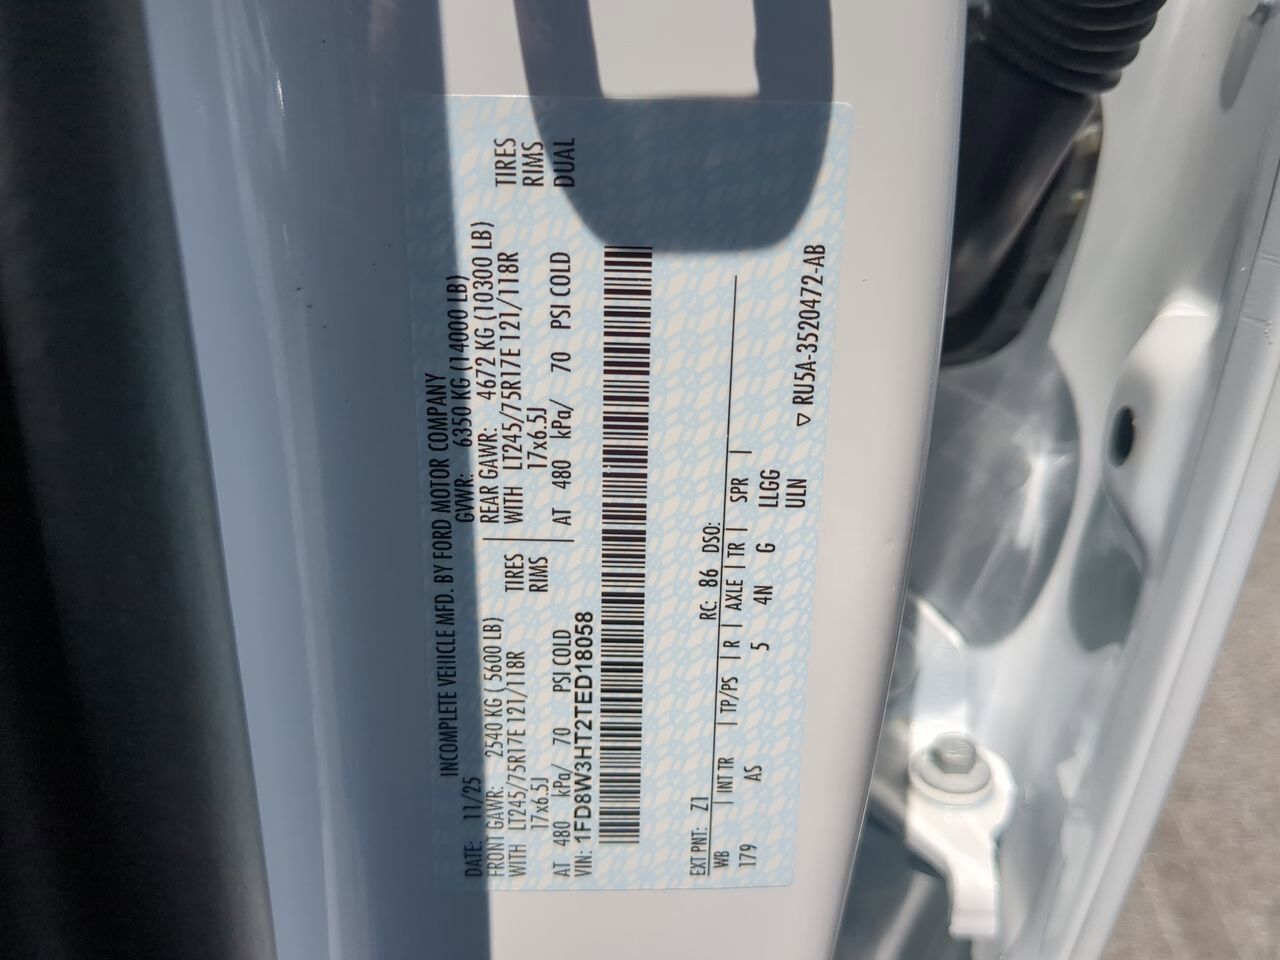 INCOMPLETE VEHICLE MFD. BY FORD MOTOR COMPANY
DATE: 11/25 GVWR: 6350 KG (14000 LB)
FRONT GAWR: 2540 KG (5600 LB) REAR GAWR: 4672 KG (10300 LB)
WITH LT245/75R17E 121/118R TIRES WITH LT245/75R17E 121/118R TIRES
17x6.5J RIMS 17x6.5J RIMS
AT 480 kPa/ 70 PSI COLD AT 480 kPa/ 70 PSI COLD DUAL
VIN: 1FD8W3HT2TED18058
EXT PNT: Z1 RC: 86 DSO:
WB | INT TR | TP/PS | R | AXLE | TR | SPR |
179 AS 5 4N G LLGG
ULN
▽ RU5A-3520472-AB